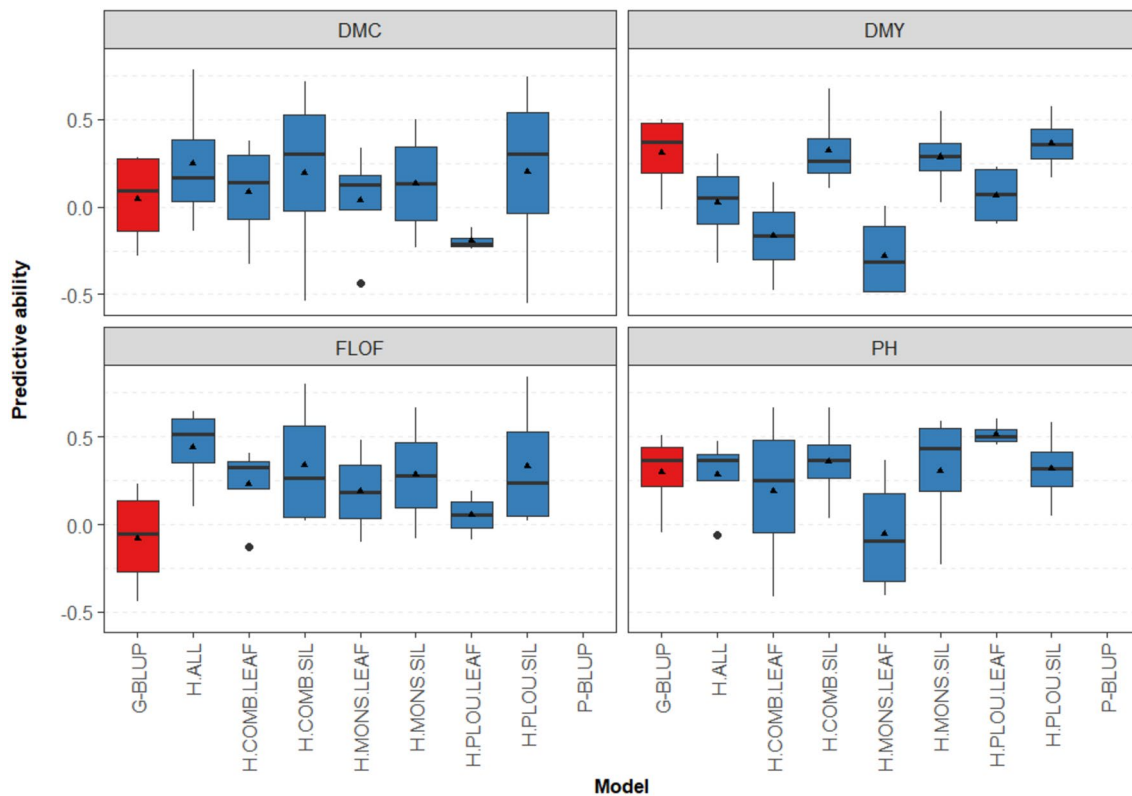 DMC
DMY
0.5
0.0
-0.5
FLOF
PH
0.5
0.0
-0.5
Predictive ability
G-BLUP
H.ALL
H.COMB.LEAF
H.COMB.SIL
H.MONS.LEAF
H.MONS.SIL
H.PLOU.LEAF
H.PLOU.SIL
P-BLUP
G-BLUP
H.ALL
H.COMB.LEAF
H.COMB.SIL
H.MONS.LEAF
H.MONS.SIL
H.PLOU.LEAF
H.PLOU.SIL
P-BLUP
Model